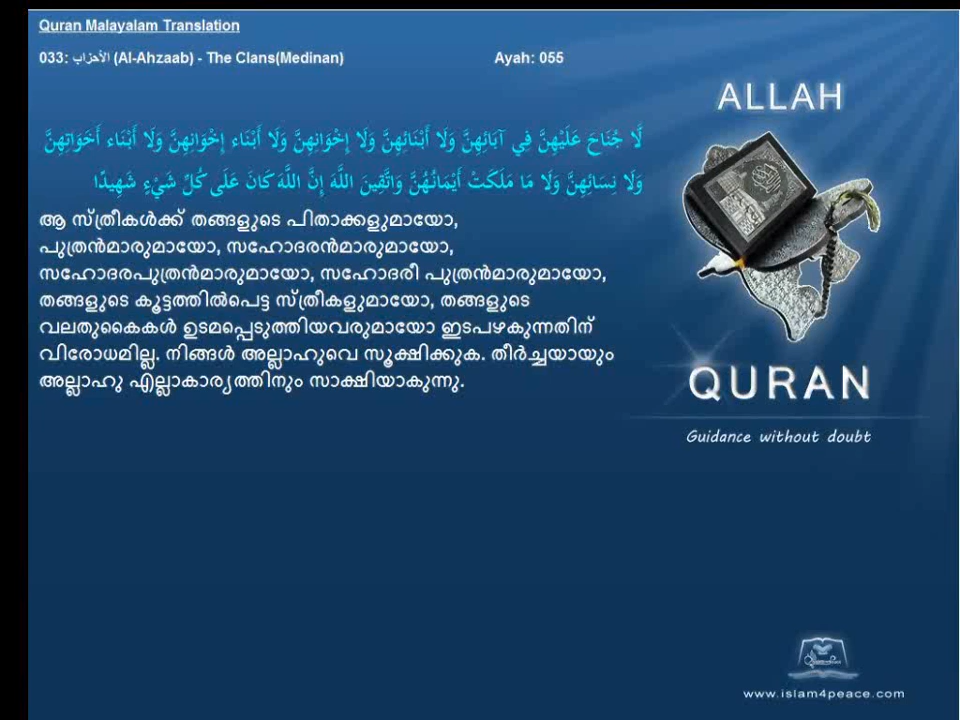 Quran Malayalam Translation
033: الأحزاب (Al-Ahzaab) - The Clans(Medinan) Ayah: 055
ALLAH
لَّا جُنَاحَ عَلَيْهِنَّ فِي آبَائِهِنَّ وَلَا أَبْنَائِهِنَّ وَلَا إِخْوَانِهِنَّ وَلَا أَبْنَاء إِخْوَانِهِنَّ وَلَا أَبْنَاء أَخَوَاتِهِنَّ
وَلَا نِسَائِهِنَّ وَلَا مَا مَلَكَتْ أَيْمَانُهُنَّ وَاتَّقِينَ اللَّهَ إِنَّ اللَّهَ كَانَ عَلَى كُلِّ شَيْءٍ شَهِيدًا
ആ സ്ത്രീകള്‍ക്ക് തങ്ങളുടെ പിതാക്കളുമായോ,
പുത്രന്‍മാരുമായോ, സഹോദരന്‍മാരുമായോ,
സഹോദരപുത്രന്‍മാരുമായോ, സഹോദരീ പുത്രന്‍മാരുമായോ,
തങ്ങളുടെ കൂട്ടത്തില്‍പെട്ട സ്ത്രീകളുമായോ, തങ്ങളുടെ
വലതുകൈകള്‍ ഉടമപ്പെടുത്തിയവരുമായോ ഇടപഴകുന്നതിന്
വിരോധമില്ല. നിങ്ങള്‍ അല്ലാഹുവെ സൂക്ഷിക്കുക. തീര്‍ച്ചയായും
അല്ലാഹു എല്ലാകാര്യത്തിനും സാക്ഷിയാകുന്നു.
QURAN
Guidance without doubt
www.islam4peace.com